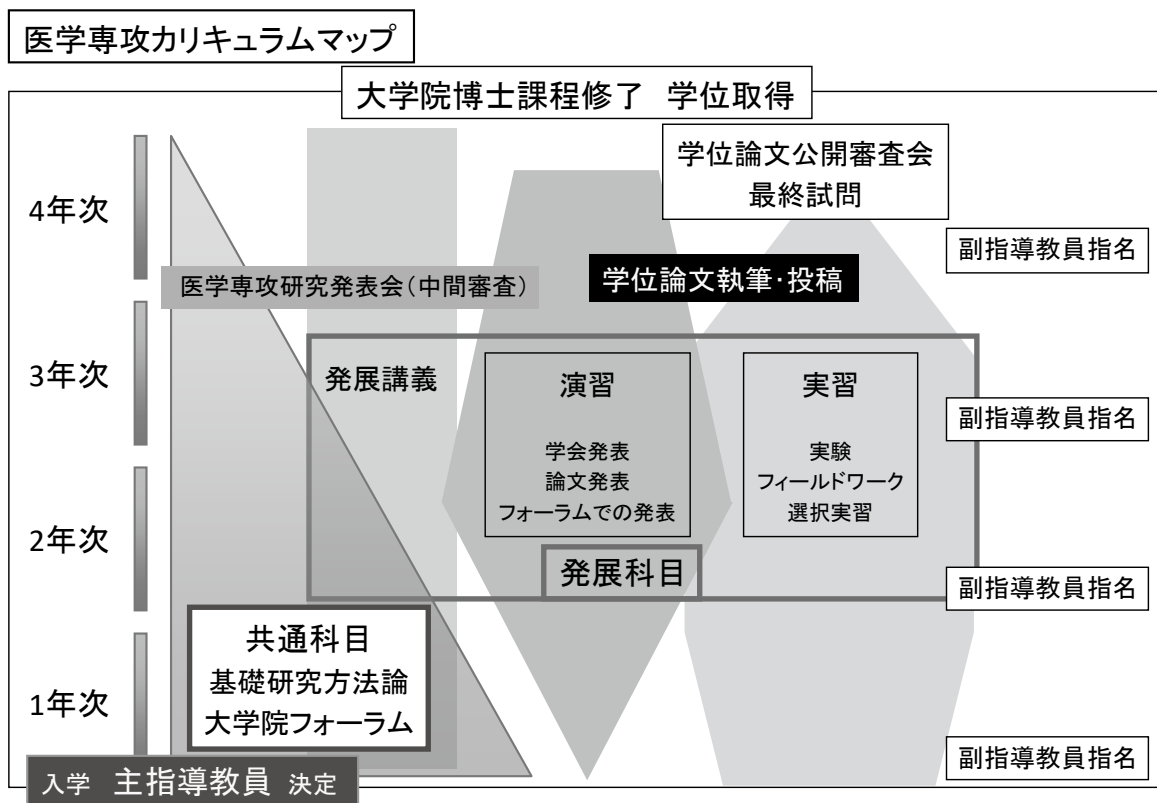 医学専攻カリキュラムマップ
大学院博士課程修了 学位取得
学位論文公開審査会
最終試問
4年次
副指導教員指名
医学専攻研究発表会(中間審査)
学位論文執筆・投稿
3年次
発展講義
演習
学会発表
論文発表
フォーラムでの発表
実習
実験
フィールドワーク
選択実習
副指導教員指名
2年次
発展科目
副指導教員指名
共通科目
基礎研究方法論
大学院フォーラム
1年次
副指導教員指名
入学 主指導教員 決定